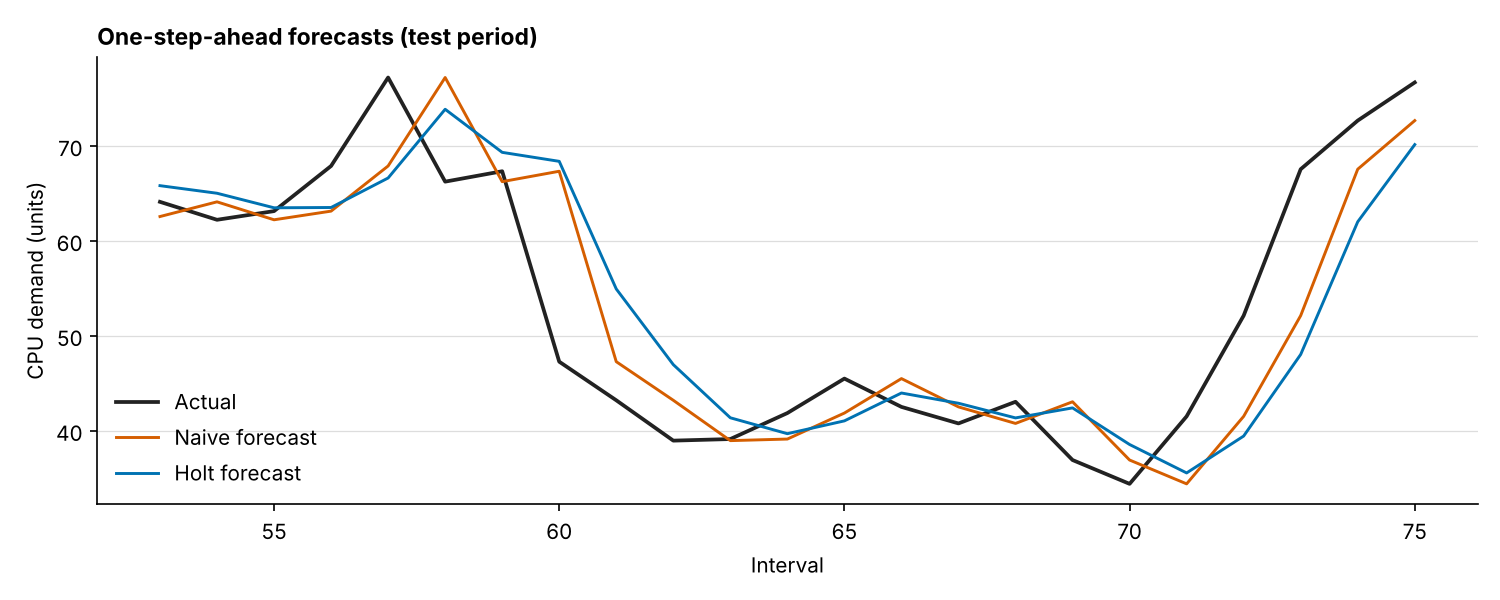 One-step-ahead forecasts (test period)
CPU demand (units)
70
60
50
40
Actual
Naive forecast
Holt forecast
55 60 65 70 75
Interval